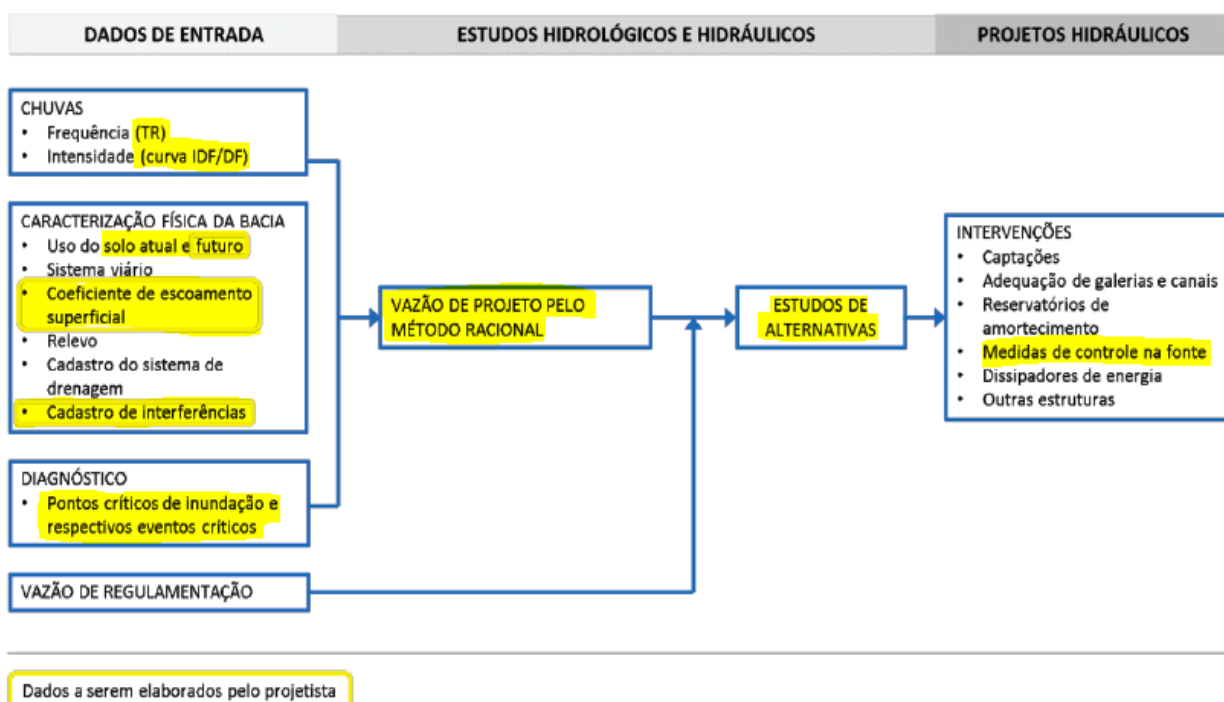 DADOS DE ENTRADA
ESTUDOS HIDROLÓGICOS E HIDRÁULICOS
PROJETOS HIDRÁULICOS
CHUVAS
• Frequência (TR)
• Intensidade (curva IDF/DF)
CARACTERIZAÇÃO FÍSICA DA BACIA
• Uso do solo atual e futuro
• Sistema viário
• Coeficiente de escoamento
superficial
• Relevo
• Cadastro do sistema de
drenagem
• Cadastro de interferências
DIAGNÓSTICO
• Pontos críticos de inundação e
respectivos eventos críticos
VAZÃO DE REGULAMENTAÇÃO
VAZÃO DE PROJETO PELO
MÉTODO RACIONAL
ESTUDOS DE
ALTERNATIVAS
INTERVENÇÕES
• Captações
• Adequação de galerias e canais
• Reservatórios de
amortecimento
• Medidas de controle na fonte
• Dissipadores de energia
• Outras estruturas
Dados a serem elaborados pelo projetista